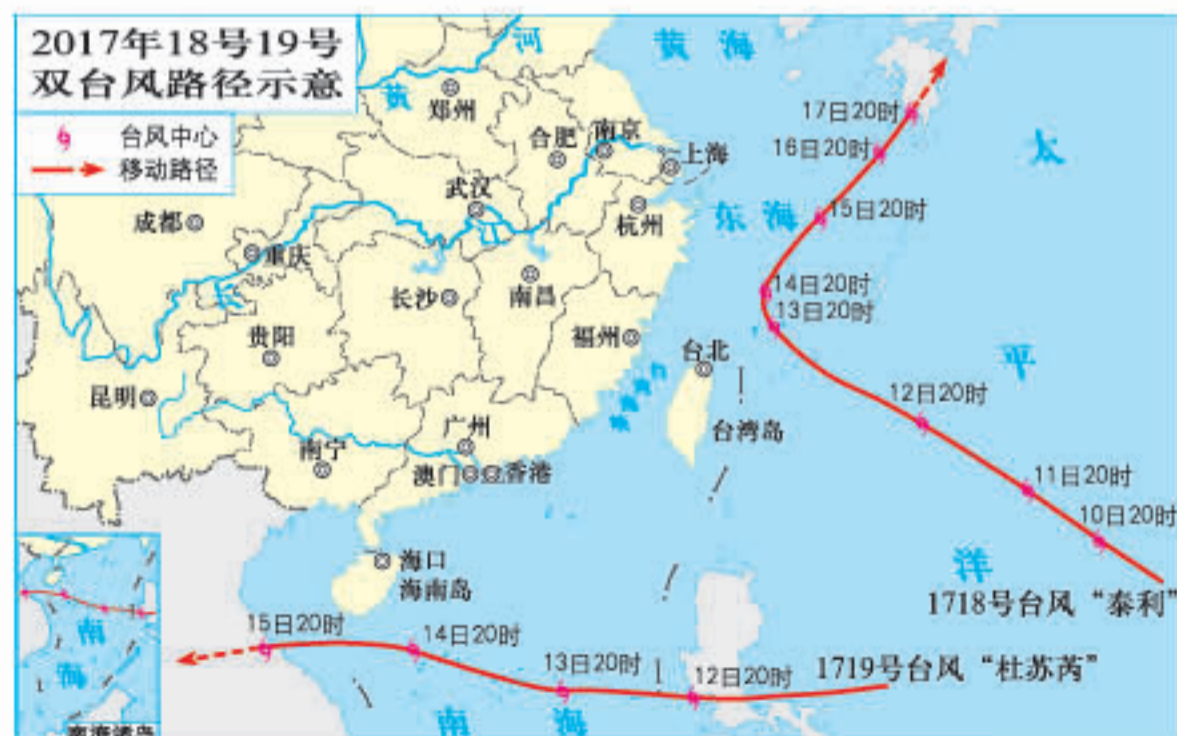 2017年18号19号
双台风路径示意
台风中心
移动路径
河
黄 海
黄
郑州
合肥
南京
上海
武汉
成都
重庆
杭州
东 海
长
长沙
南昌
贵阳
福州
台北
昆明
台湾岛
广州
南宁
澳门
香港
海口
海南岛
太
平
洋
17日20时
16日20时
15日20时
14日20时
13日20时
12日20时
11日20时
10日20时
1718号台风“泰利”
15日20时
14日20时
13日20时
12日20时
1719号台风“杜苏芮”
南 海
南
海
南海诸岛